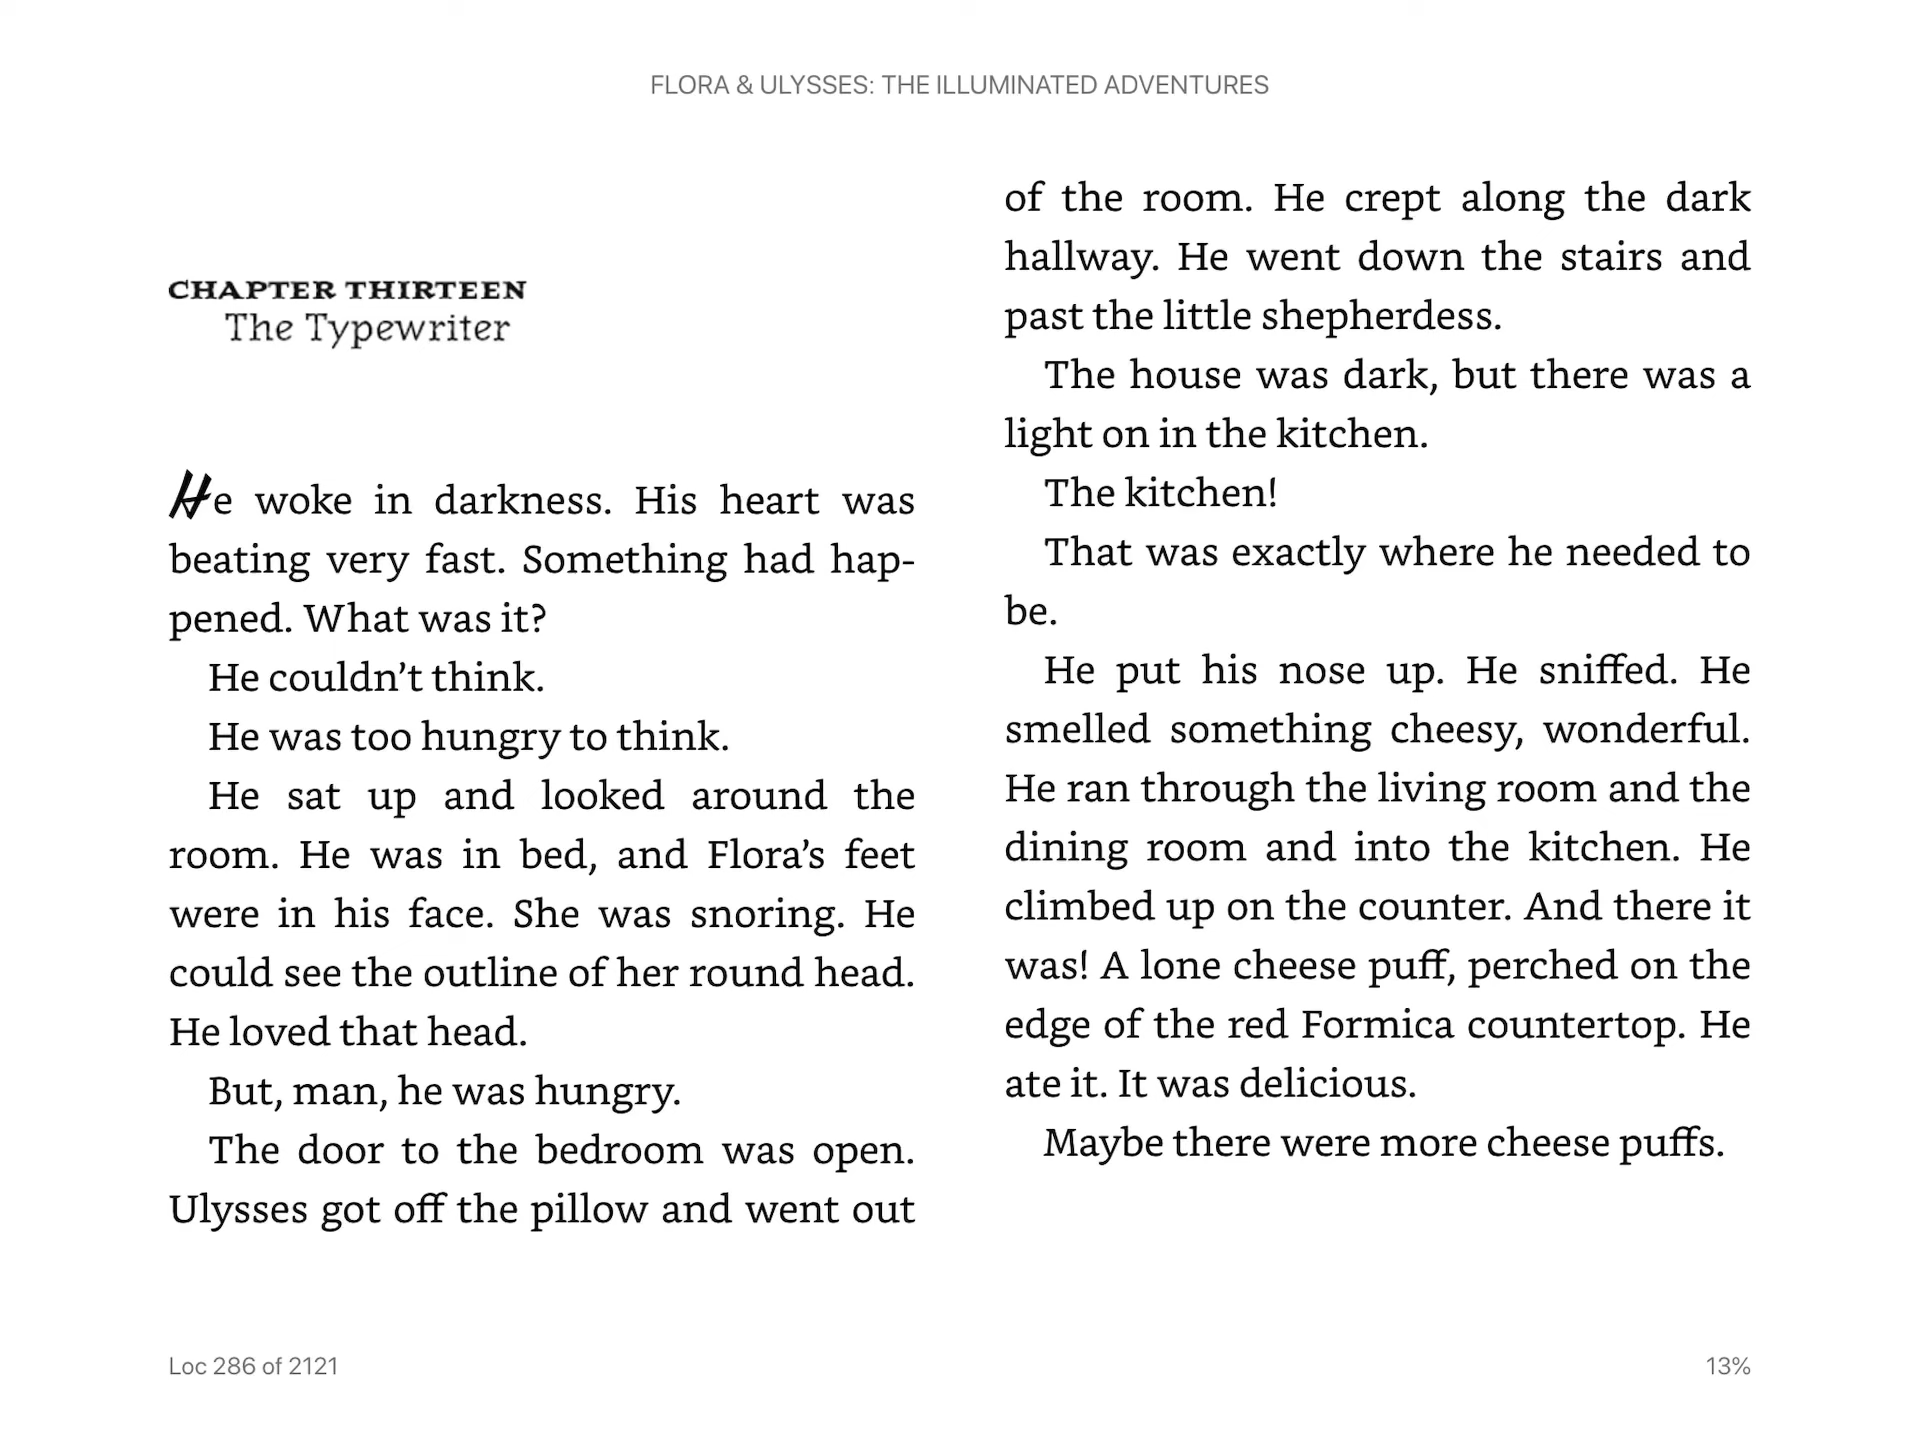 FLORA & ULYSSES: THE ILLUMINATED ADVENTURES
CHAPTER THIRTEEN
The Typewriter
He woke in darkness. His heart was
beating very fast. Something had hap-
pened. What was it?
He couldn’t think.
He was too hungry to think.
He sat up and looked around the
room. He was in bed, and Flora’s feet
were in his face. She was snoring. He
could see the outline of her round head.
He loved that head.
But, man, he was hungry.
The door to the bedroom was open.
Ulysses got off the pillow and went out
of the room. He crept along the dark
hallway. He went down the stairs and
past the little shepherdess.
The house was dark, but there was a
light on in the kitchen.
The kitchen!
That was exactly where he needed to
be.
He put his nose up. He sniffed. He
smelled something cheesy, wonderful.
He ran through the living room and the
dining room and into the kitchen. He
climbed up on the counter. And there it
was! A lone cheese puff, perched on the
edge of the red Formica countertop. He
ate it. It was delicious.
Maybe there were more cheese puffs.
Loc 286 of 2121
13%